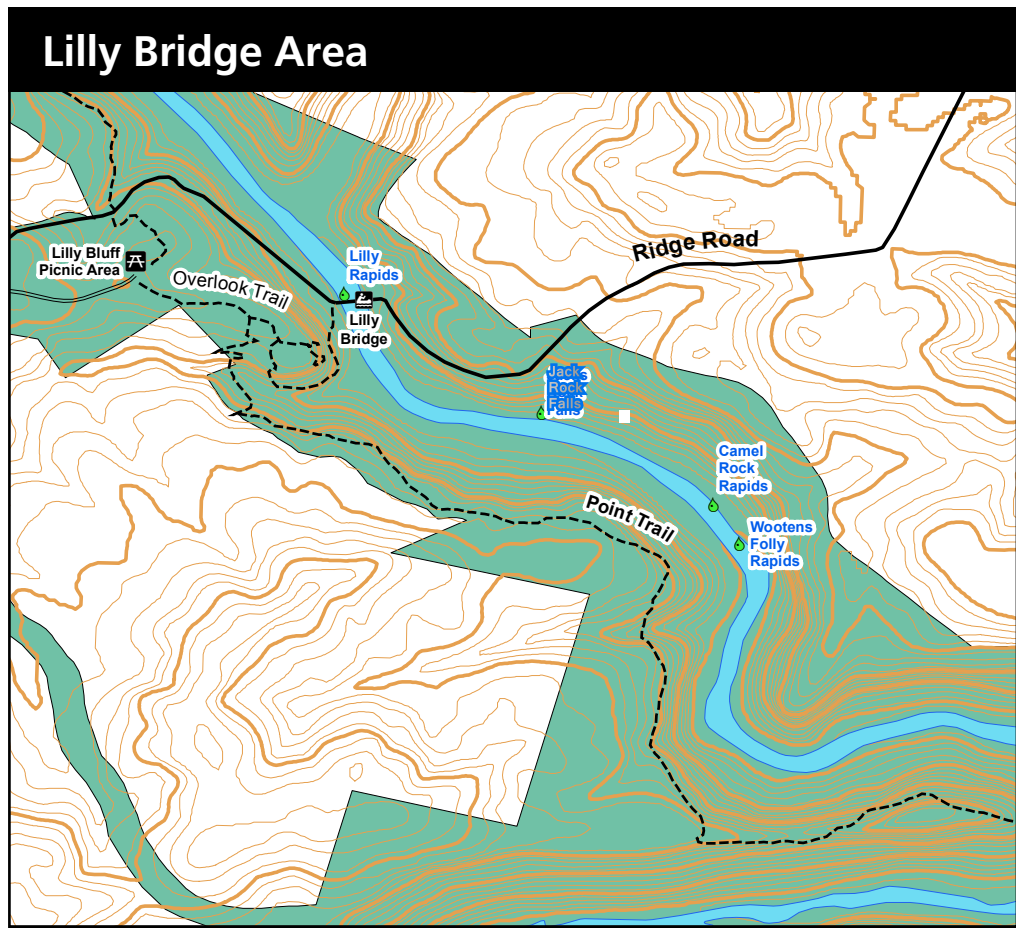 Lilly Bridge Area
Ridge Road
Lilly Bluff
Picnic Area
Lilly
Rapids
Overlook Trail
Lilly
Bridge
Jack
Rock
Falls
Camel
Rock
Rapids
Point Trail
Wootens
Folly
Rapids